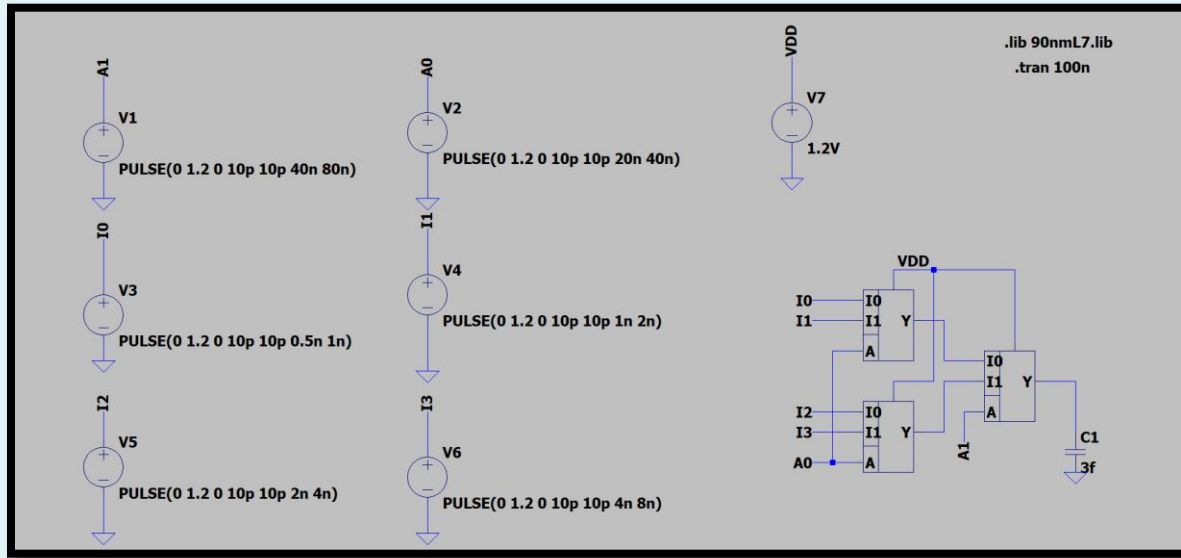 .lib 90nmL7.lib
.tran 100n
A1
V1
PULSE(0 1.2 0 10p 10p 40n 80n)
A0
V2
PULSE(0 1.2 0 10p 10p 20n 40n)
VDD
V7
1.2V
I0
V3
PULSE(0 1.2 0 10p 10p 0.5n 1n)
I1
V4
PULSE(0 1.2 0 10p 10p 1n 2n)
I2
V5
PULSE(0 1.2 0 10p 10p 2n 4n)
I3
V6
PULSE(0 1.2 0 10p 10p 4n 8n)
VDD
I0 I0
I1 I1 Y
A
I2 I0
I3 I1 Y
A0 A
I0
I1 Y
A
A1
C1
3f